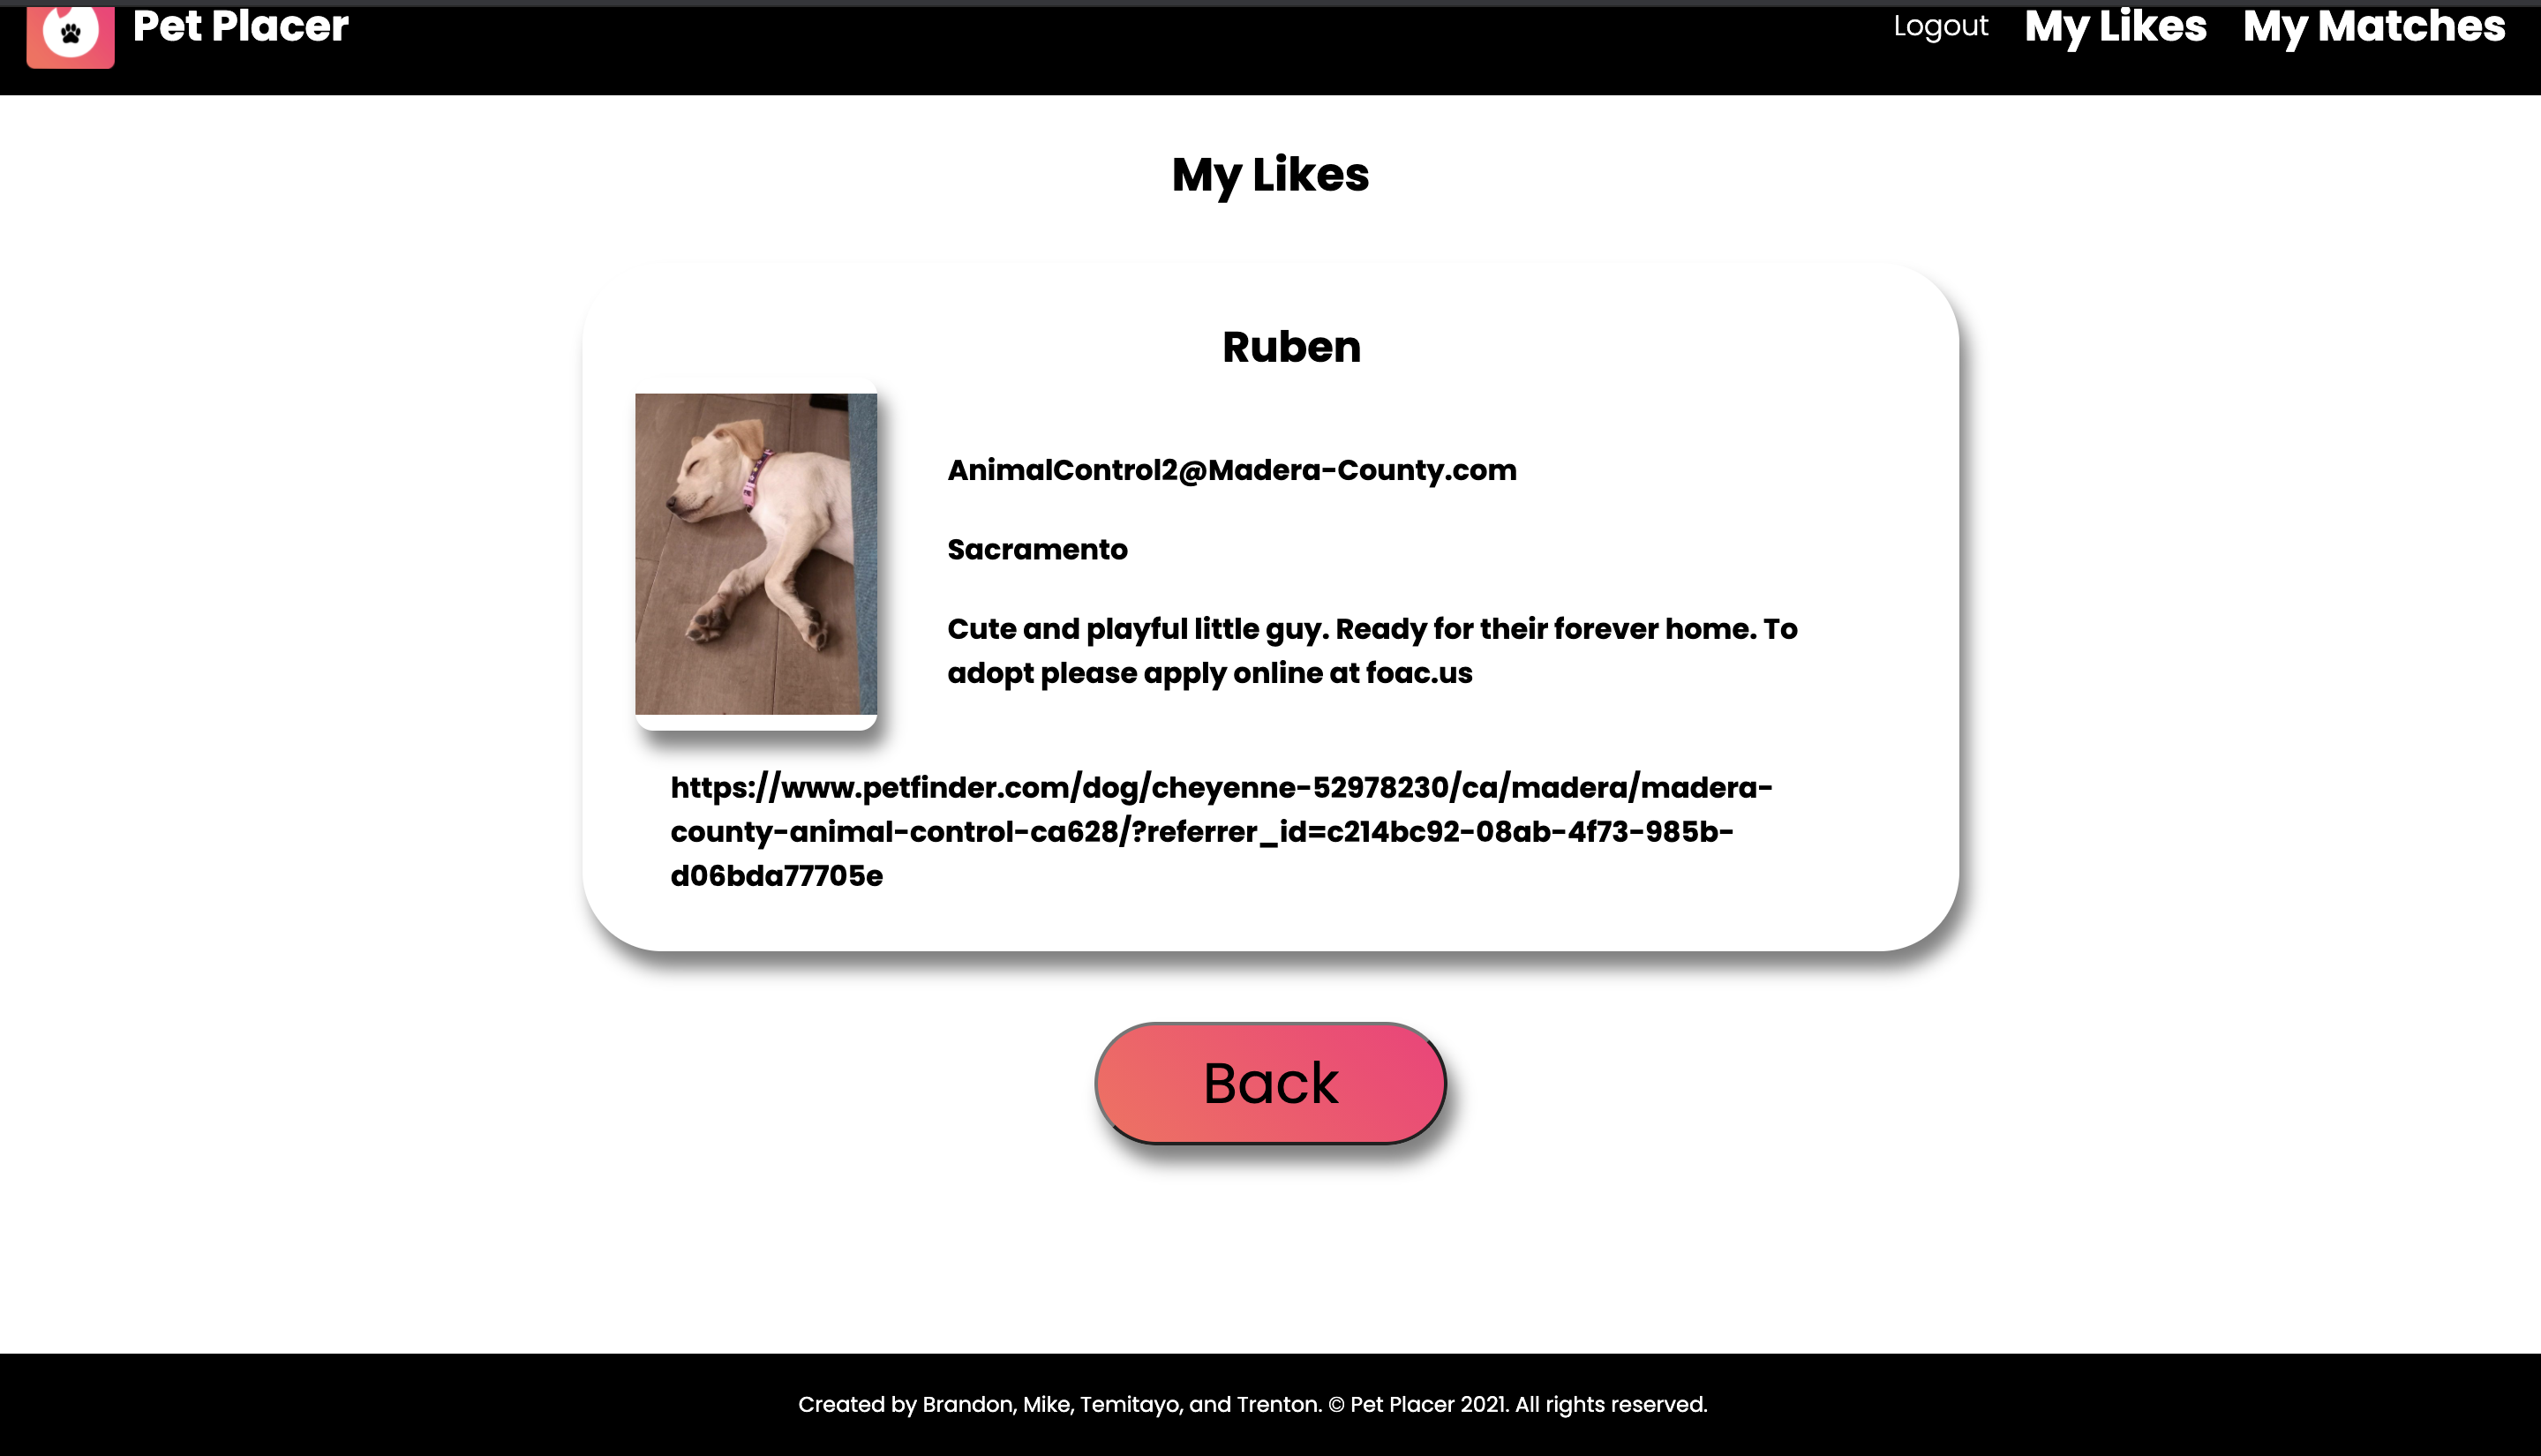 Pet Placer
Logout My Likes My Matches
My Likes
Ruben
AnimalControl2@Madera-County.com
Sacramento
Cute and playful little guy. Ready for their forever home. To
adopt please apply online at foac.us
https://www.petfinder.com/dog/cheyenne-52978230/ca/madera/madera-
county-animal-control-ca628/?referrer_id=c214bc92-08ab-4f73-985b-
d06bda77705e
Back
Created by Brandon, Mike, Temitayo, and Trenton. © Pet Placer 2021. All rights reserved.